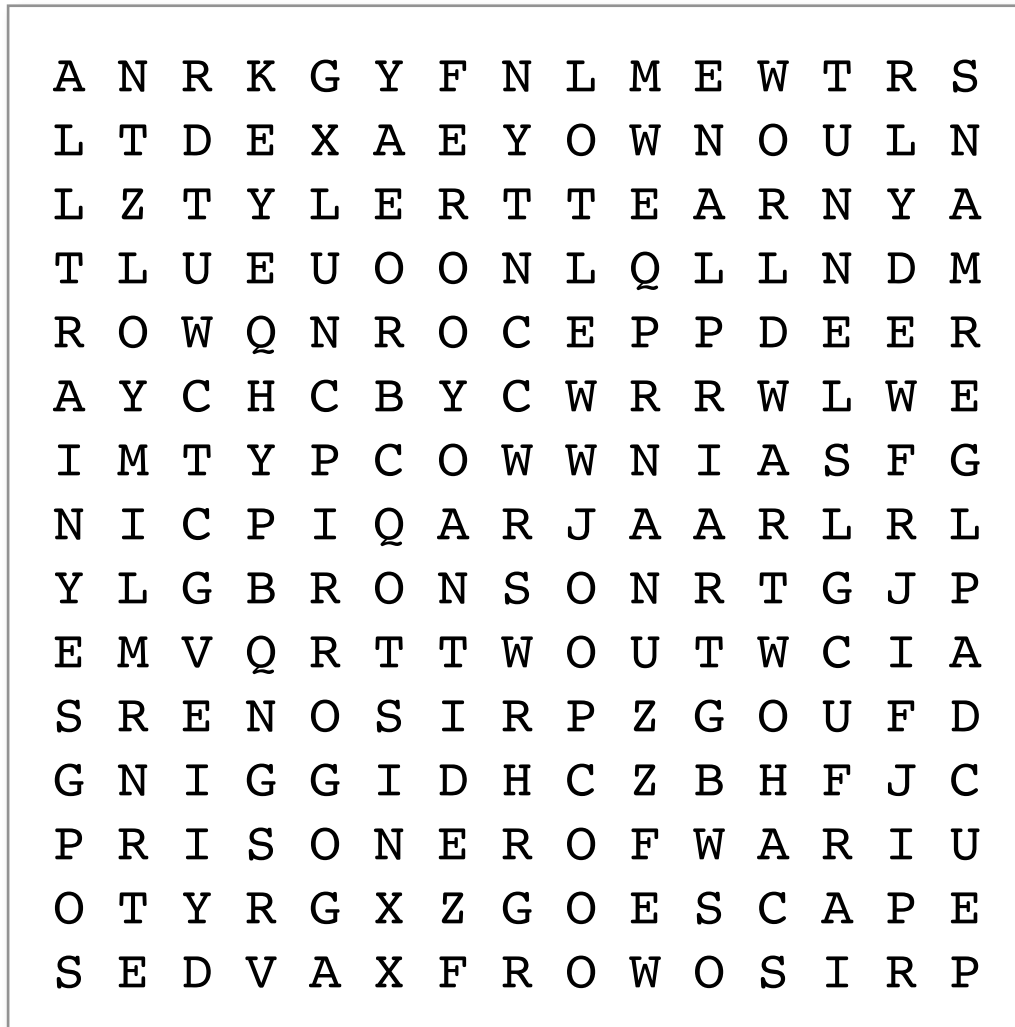 A N R K G Y F N L M E W T R S
L T D E X A E Y O W N O U L N
L Z T Y L E R T T E A R N Y A
T L U E U O O N L Q L L N D M
R O W Q N R O C E P P D E E R
A Y C H C B Y C W R R W L W E
I M T Y P C O W W N I A S F G
N I C P I Q A R J A A R L R L
Y L G B R O N S O N R T G J P
E M V Q R T T W O U T W C I A
S R E N O S I R P Z G O U F D
G N I G G I D H C Z B H F J C
P R I S O N E R O F W A R I U
O T Y R G X Z G O E S C A P E
S E D V A X F R O W O S I R P